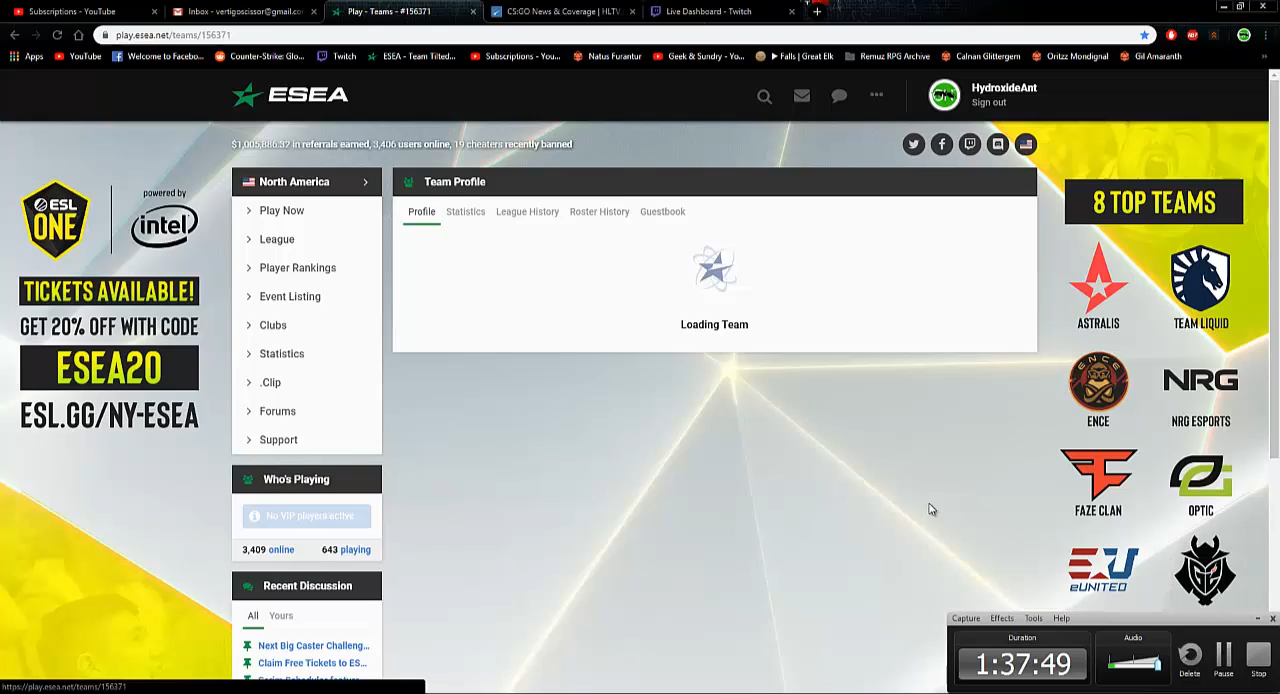 Subscriptions - YouTube
Inbox - vertigoscissor@gmail.co
Play - Teams - #156371
CS:GO News & Coverage | HLTV
Live Dashboard - Twitch
play.esea.net/teams/156371
Apps
YouTube
Welcome to Facebo...
Counter-Strike: Glo...
Twitch
ESEA - Team Tilted...
Subscriptions - You...
Natus Furantur
Geek & Sundry - Yo...
Falls | Great Elk
Remuz RPG Archive
Calnan Glittergem
Oritzz Mondignal
Gil Amaranth
ESEA
HydroxideAnt
Sign out
$1,005,886.32 in referrals earned, 3,406 users online, 19 cheaters recently banned
ESL ONE
powered by
intel
TICKETS AVAILABLE!
GET 20% OFF WITH CODE
ESEA20
ESL.GG/NY-ESEA
North America
Play Now
League
Player Rankings
Event Listing
Clubs
Statistics
.Clip
Forums
Support
Who's Playing
No VIP players active
3,409 online 643 playing
Recent Discussion
All Yours
Next Big Caster Challeng...
Claim Free Tickets to ES...
Team Profile
Profile Statistics League History Roster History Guestbook
Loading Team
8 TOP TEAMS
ASTRALIS
TEAM LIQUID
ENCE
ENCE
NRG
NRG ESPORTS
FAZE CLAN
OPTIC
EU
eUNITED
Capture Effects Tools Help
Duration
1:37:49
Audio
Delete
Pause
Stop
https://play.esea.net/teams/156371